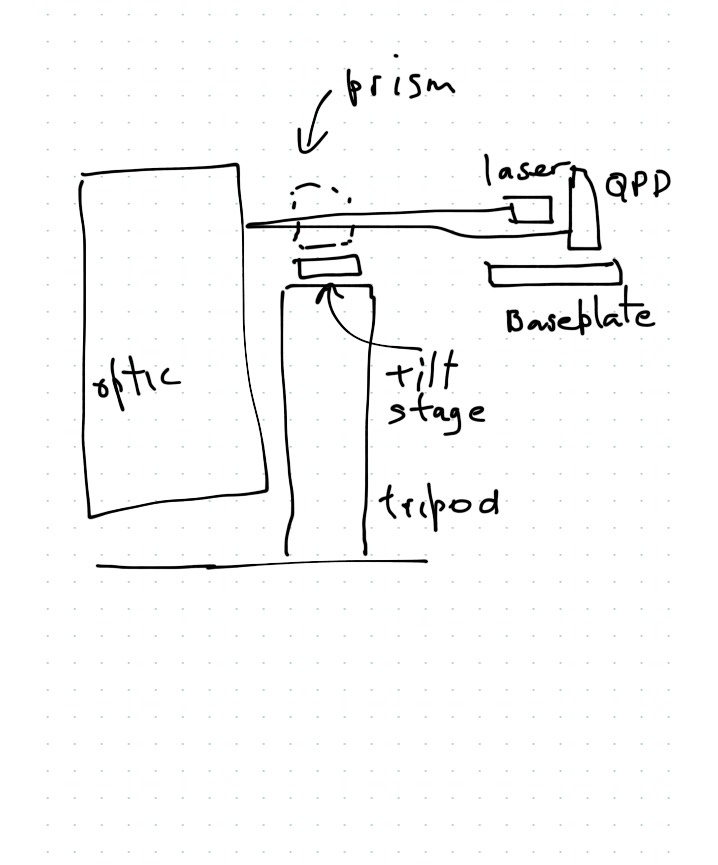 prism
laser
QPD
Baseplate
optic
tilt
stage
tripod